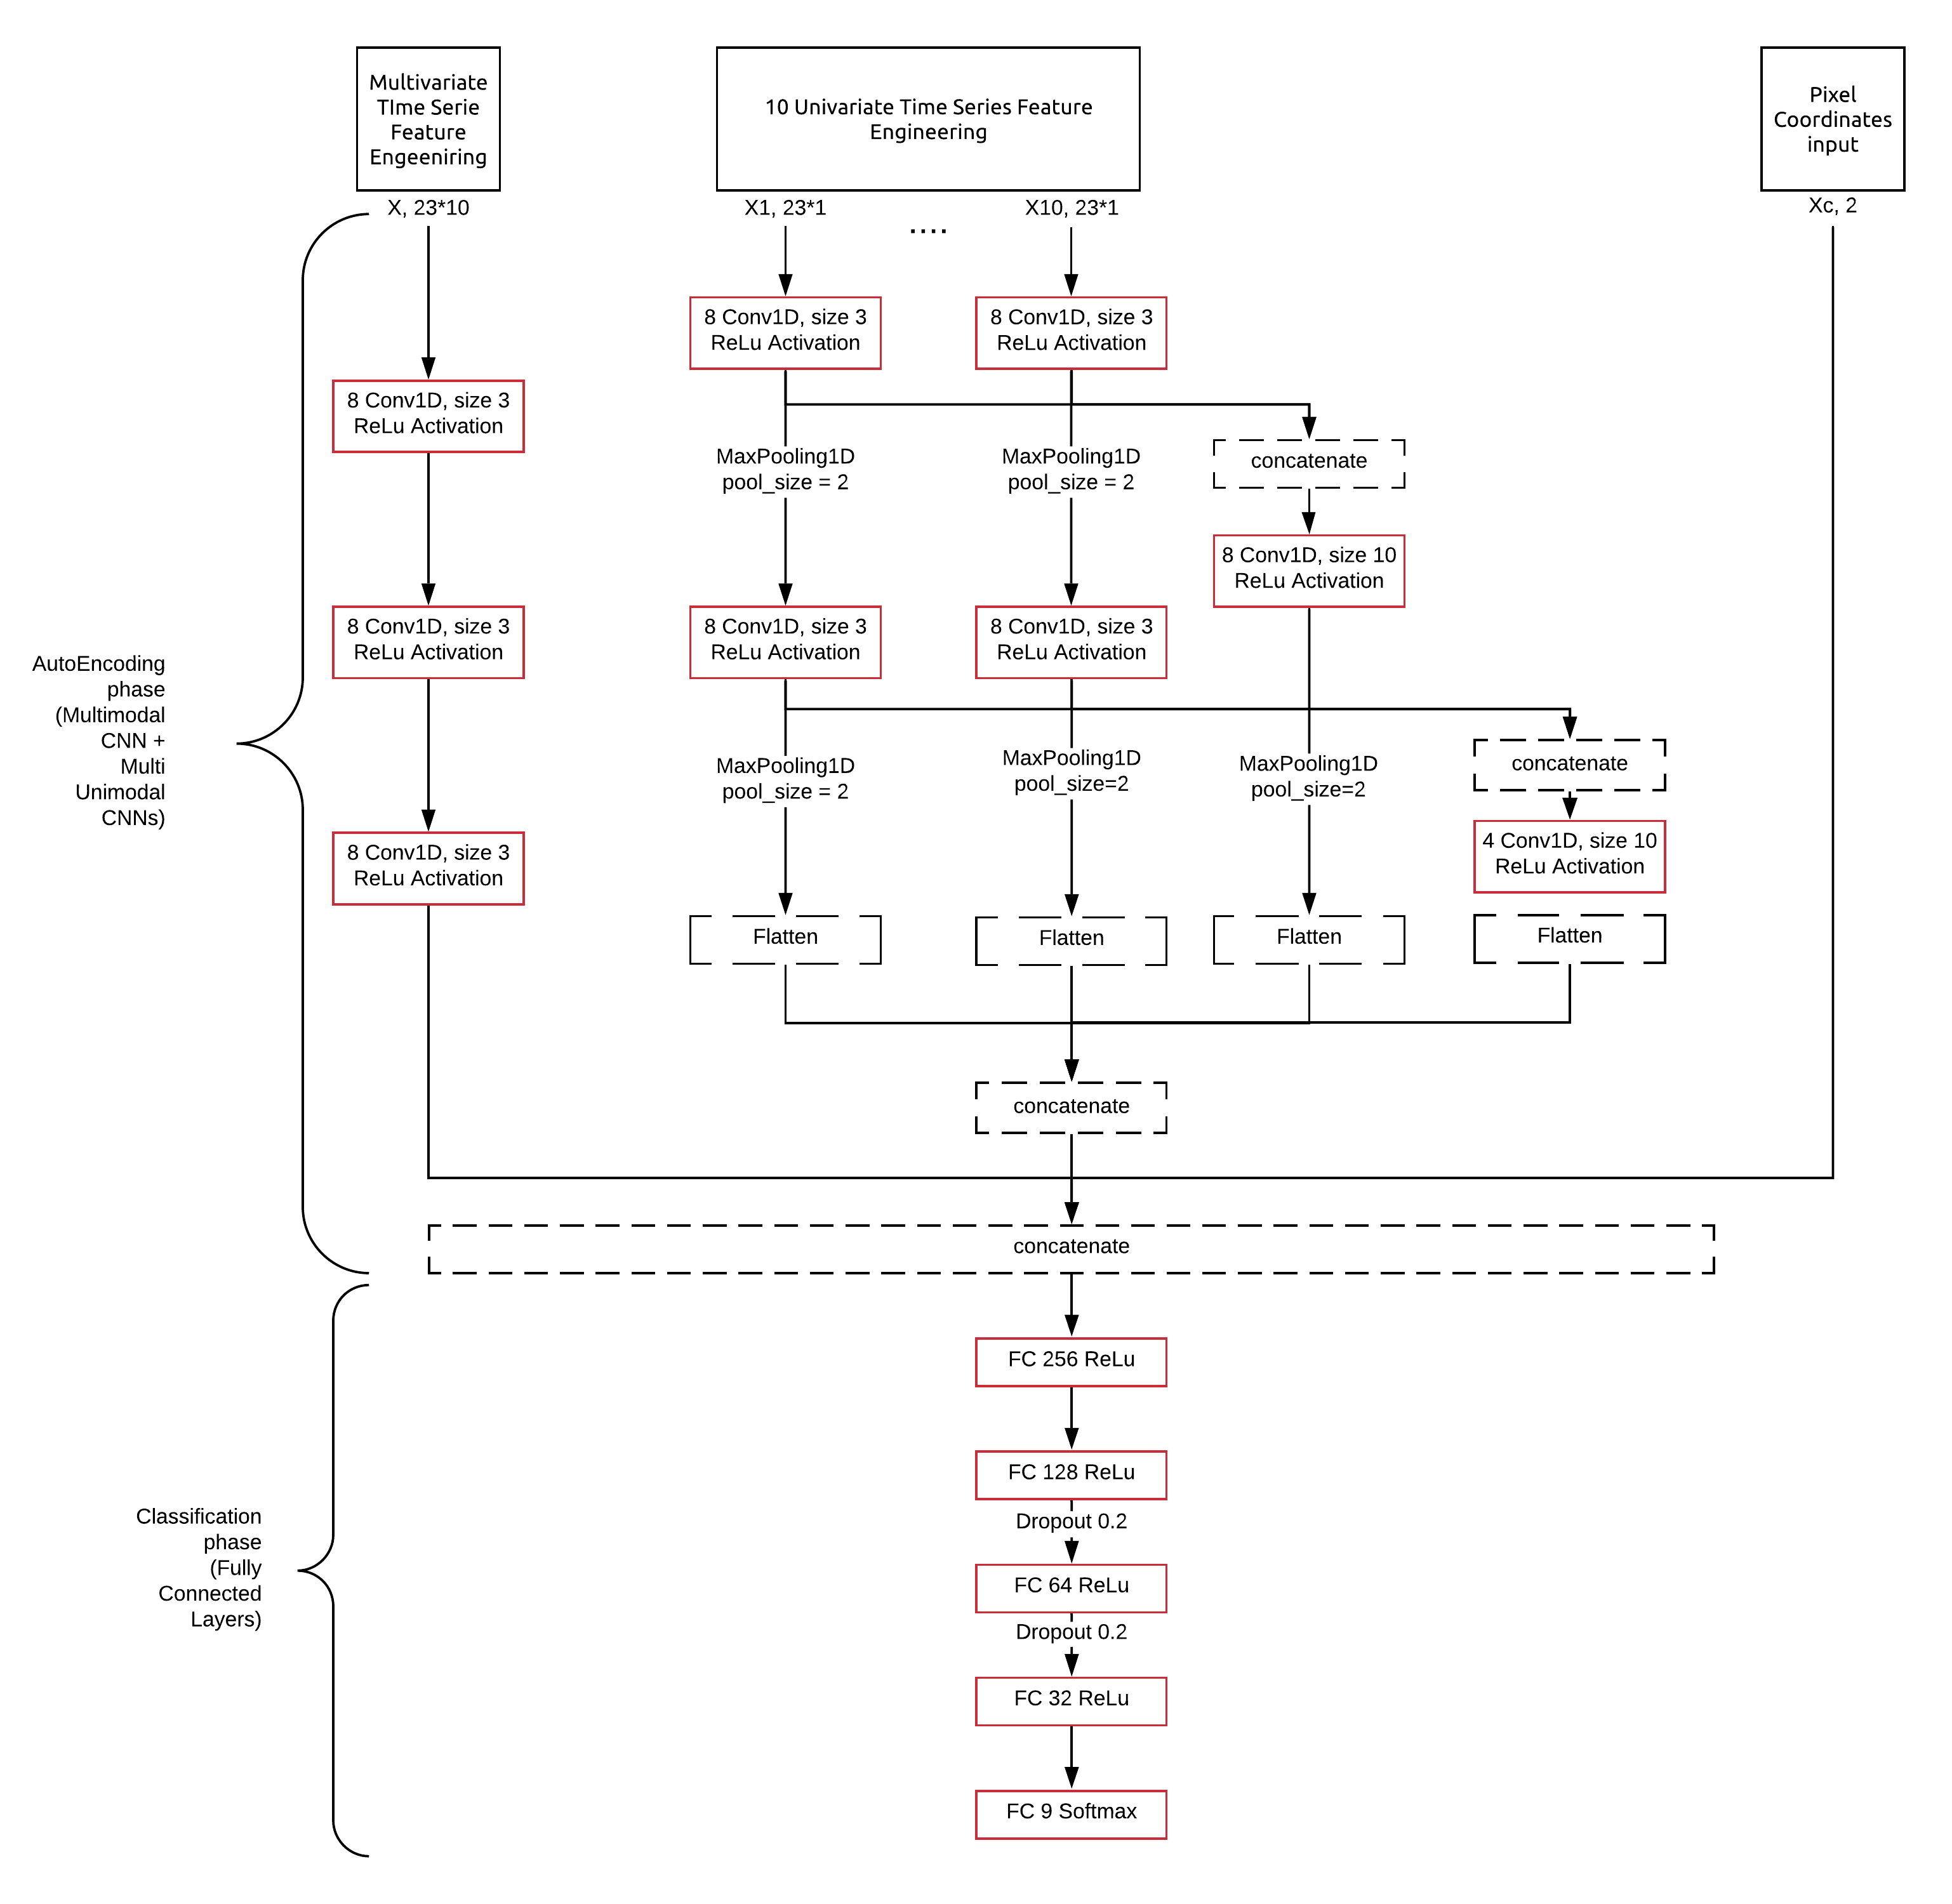 Multivariate
TIme Serie
Feature
Engeeniring
10 Univariate Time Series Feature
Engineering
Pixel
Coordinates
input
X, 23*10
X1, 23*1
....
X10, 23*1
Xc, 2
8 Conv1D, size 3
ReLu Activation
8 Conv1D, size 3
ReLu Activation
8 Conv1D, size 3
ReLu Activation
MaxPooling1D
pool_size = 2
MaxPooling1D
pool_size = 2
concatenate
8 Conv1D, size 10
ReLu Activation
8 Conv1D, size 3
ReLu Activation
8 Conv1D, size 3
ReLu Activation
8 Conv1D, size 3
ReLu Activation
AutoEncoding
phase
(Multimodal
CNN +
Multi
Unimodal
CNNs)
MaxPooling1D
pool_size = 2
MaxPooling1D
pool_size=2
MaxPooling1D
pool_size=2
concatenate
4 Conv1D, size 10
ReLu Activation
8 Conv1D, size 3
ReLu Activation
Flatten
Flatten
Flatten
Flatten
concatenate
concatenate
FC 256 ReLu
FC 128 ReLu
Dropout 0.2
Classification
phase
(Fully
Connected
Layers)
FC 64 ReLu
Dropout 0.2
FC 32 ReLu
FC 9 Softmax